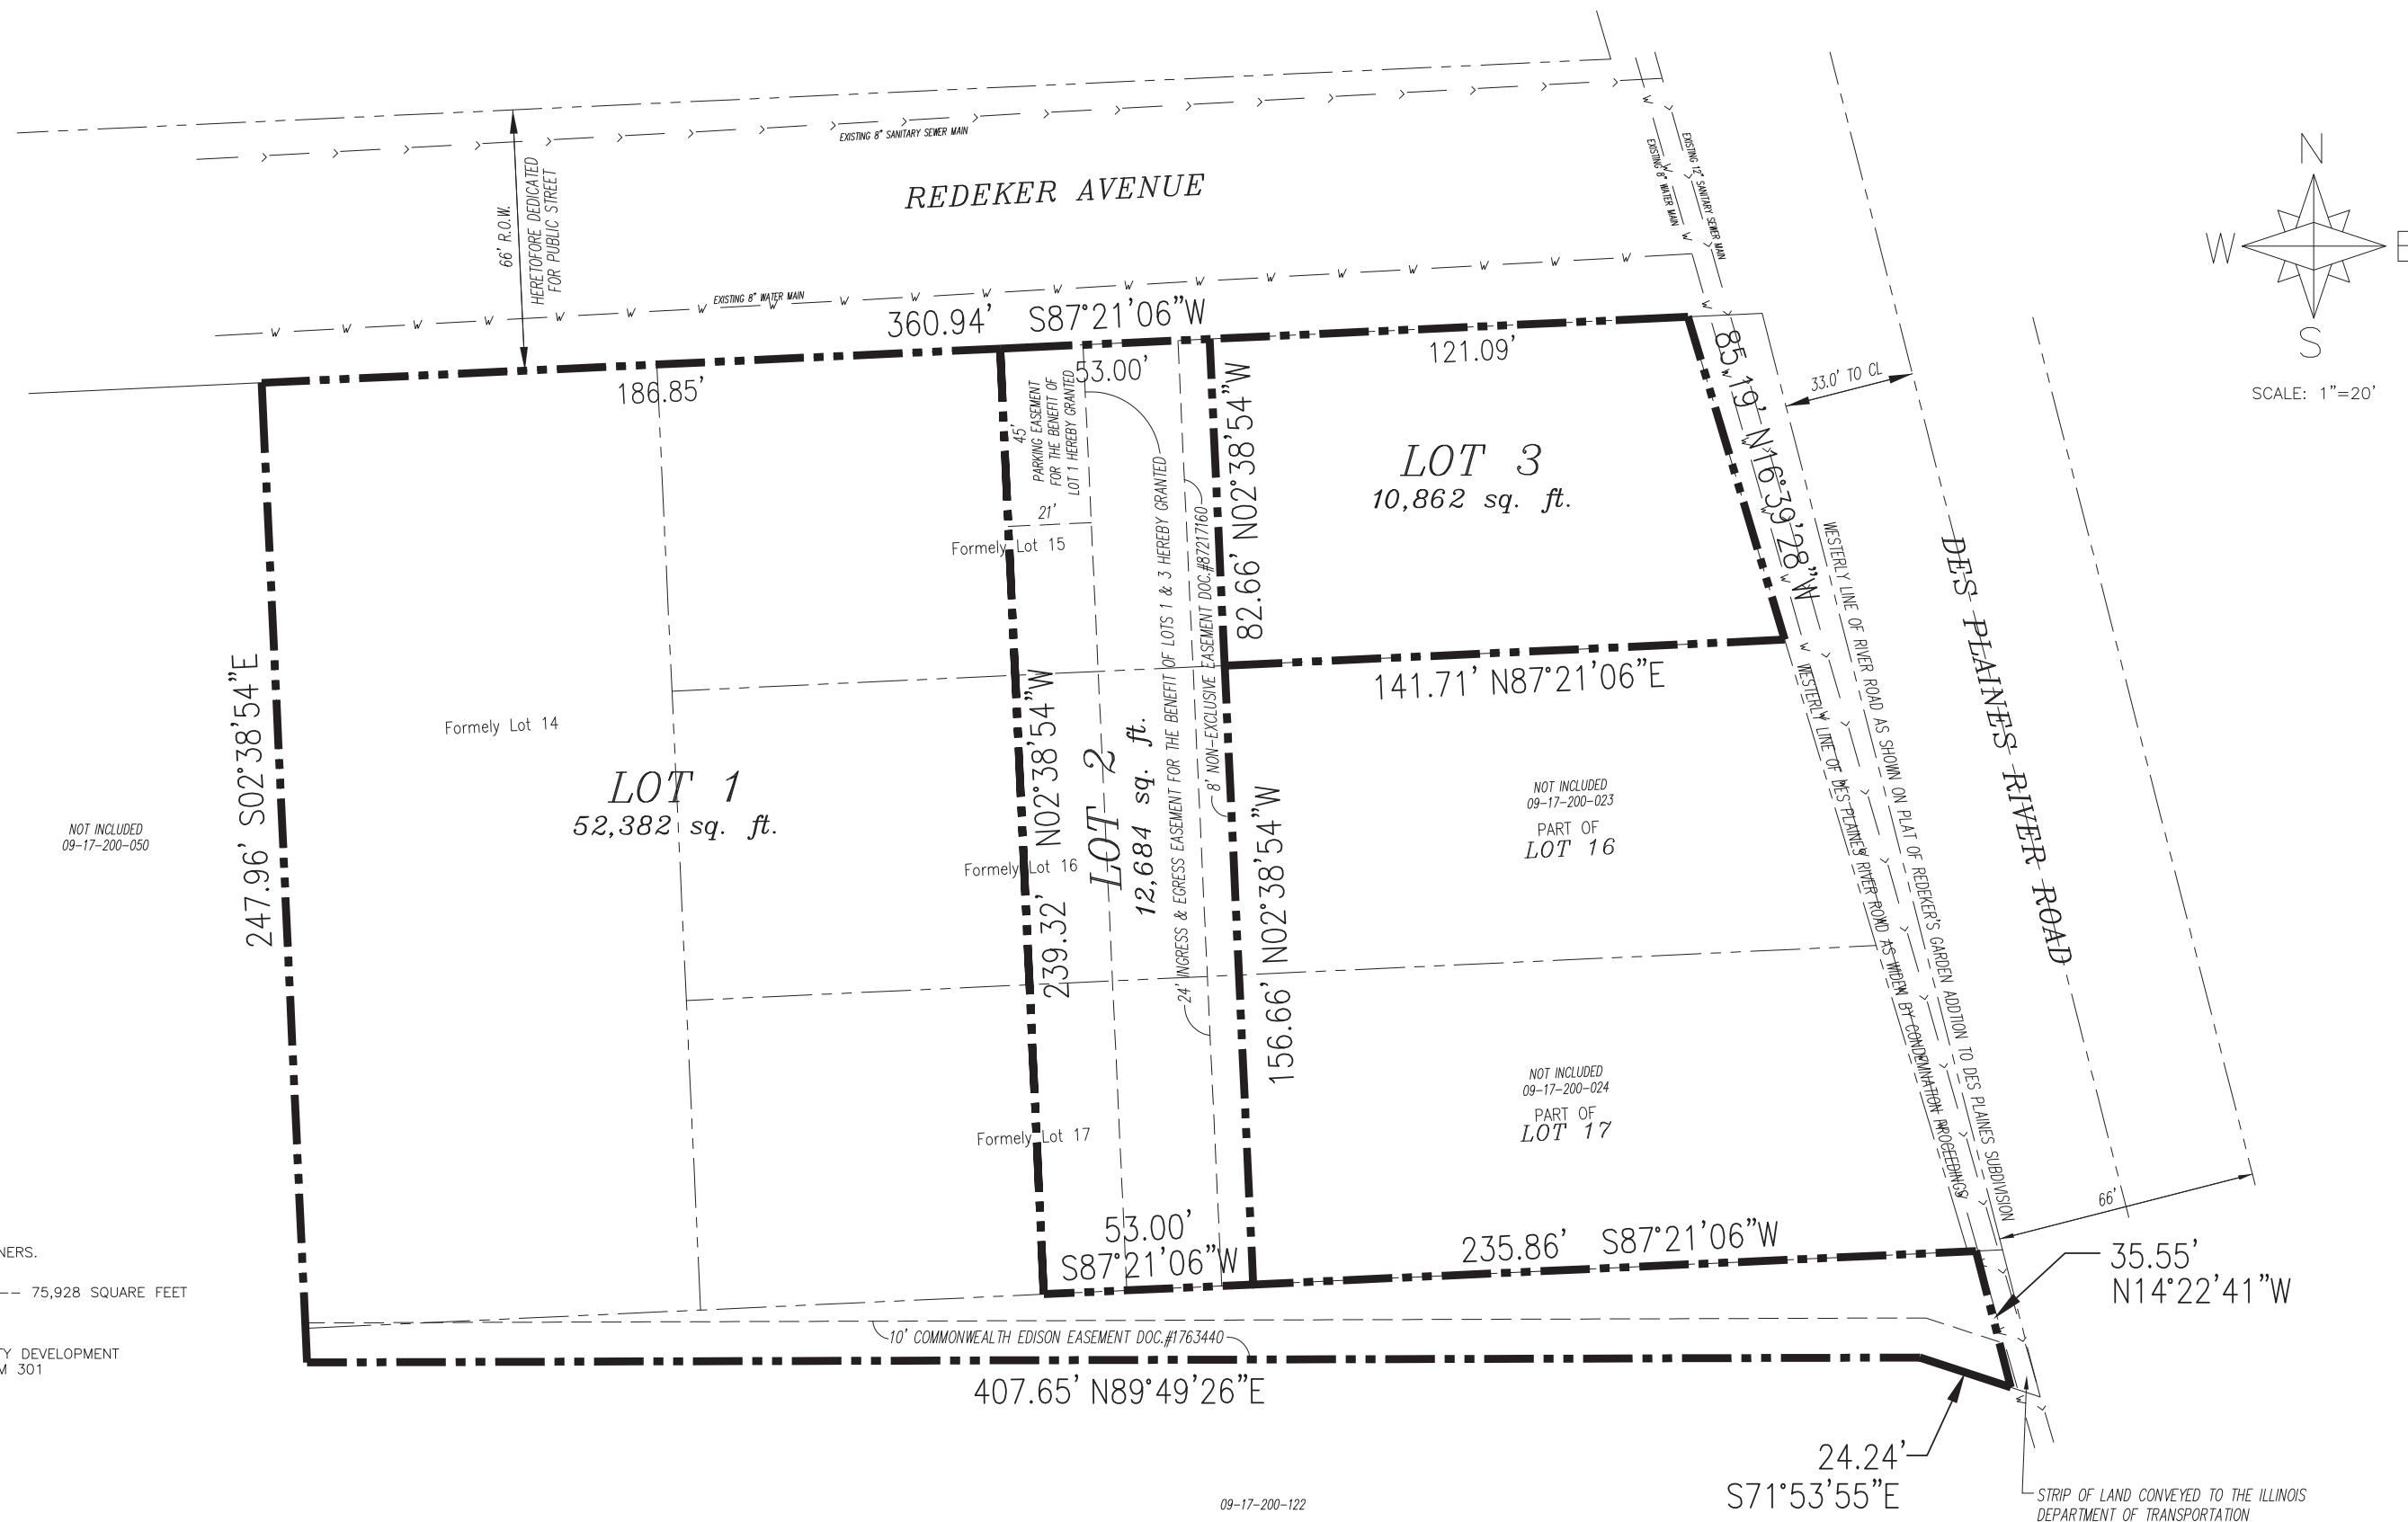 EXISTING 8" SANITARY SEWER MAIN
REDEKER AVENUE
66' R.O.W.
HERETOFORE DEDICATED
FOR PUBLIC STREET
EXISTING 8" WATER MAIN
EXISTING 12" SANITARY SEWER MAIN
N
W
E
S
SCALE: 1"=20'
EXISTING 8" WATER MAIN
360.94' S87°21'06"W
186.85'
53.00'
121.09'
85.19' N16°39'28"W
33.0' TO CL
45'
PARKING EASEMENT
FOR THE BENEFIT OF
LOT 1 HEREBY GRANTED
21'
82.66' N02°38'54"W
LOT 3
10,862 sq. ft.
Formely Lot 15
24' INGRESS & EGRESS EASEMENT FOR THE BENEFIT OF LOTS 1 & 3 HEREBY GRANTED
8' NON-EXCLUSIVE EASEMENT DOC.#87217160
141.71' N87°21'06"E
WESTERLY LINE OF RIVER ROAD AS SHOWN ON PLAT OF REDEKER'S GARDEN ADDTION TO DES PLAINES SUBDIVISION
WESTERLY LINE OF DES PLAINES RIVER ROAD AS WIDEN BY CONDEMNATION PROCEEDINGS
DES PLAINES RIVER ROAD
Formely Lot 14
LOT 1
52,382 sq. ft.
247.96' S02°38'54"E
NOT INCLUDED
09-17-200-050
239.32' N02°38'54"W
LOT 2
12,684 sq. ft.
Formely Lot 16
156.66' N02°38'54"W
NOT INCLUDED
09-17-200-023
PART OF
LOT 16
NOT INCLUDED
09-17-200-024
PART OF
LOT 17
Formely Lot 17
53.00'
S87°21'06"W
235.86' S87°21'06"W
66'
35.55'
N14°22'41"W
NERS.
-- 75,928 SQUARE FEET
TY DEVELOPMENT
M 301
10' COMMONWEALTH EDISON EASEMENT DOC.#1763440
407.65' N89°49'26"E
24.24'
S71°53'55"E
09-17-200-122
STRIP OF LAND CONVEYED TO THE ILLINOIS
DEPARTMENT OF TRANSPORTATION